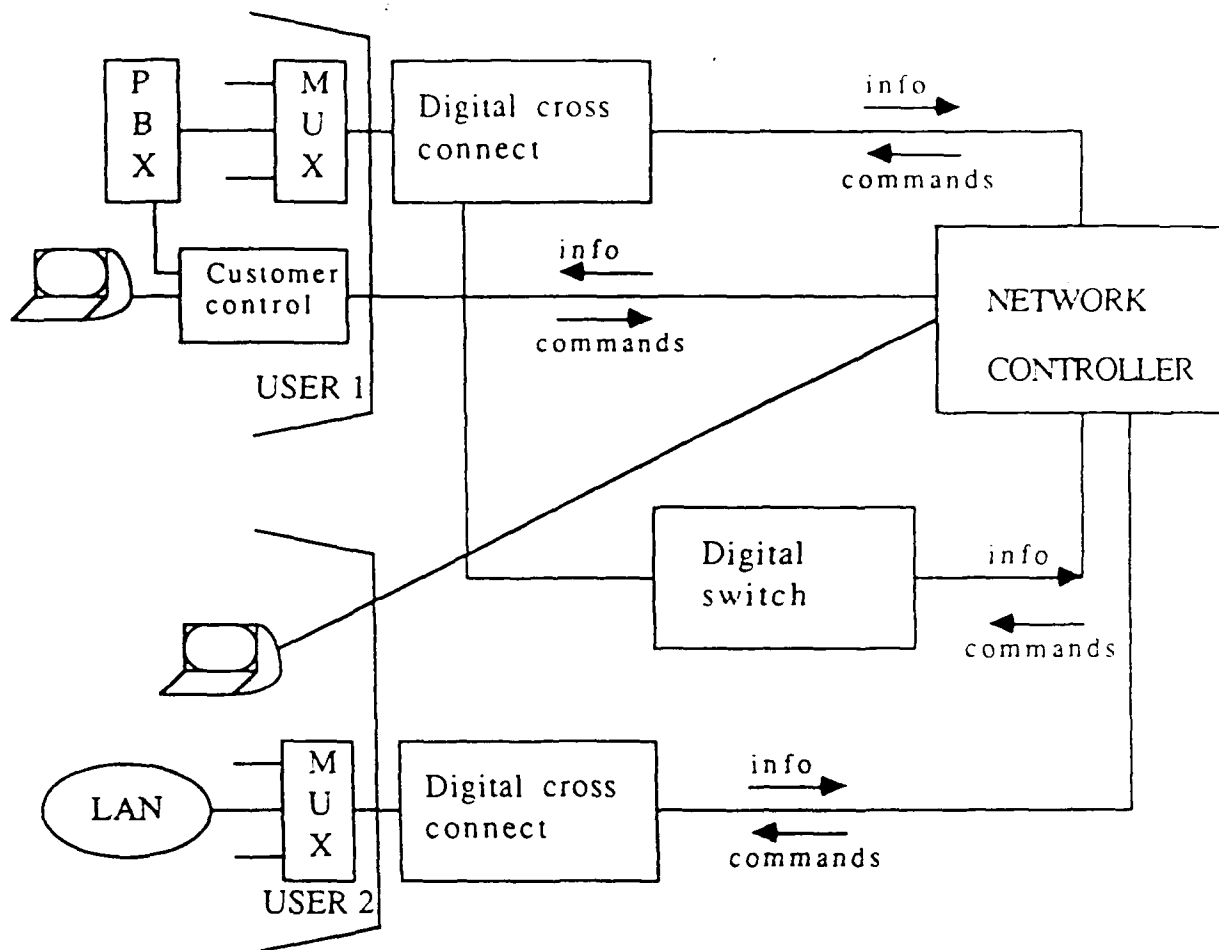 P
B
X
M
U
X
Digital cross
connect
info
commands
Customer
control
info
commands
NETWORK
CONTROLLER
USER 1
Digital
switch
info
commands
LAN
M
U
X
Digital cross
connect
info
commands
USER 2